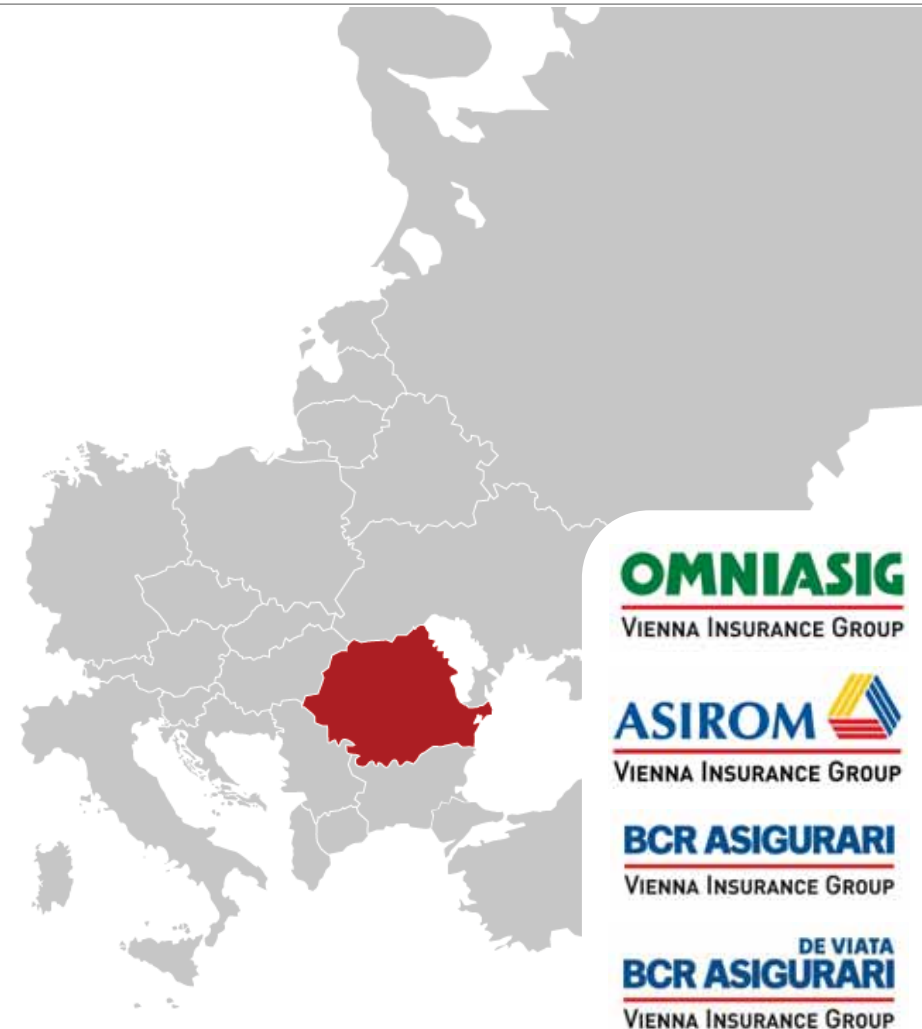 OMNIASIG
VIENNA INSURANCE GROUP
ASIROM
VIENNA INSURANCE GROUP
BCR ASIGURARI
VIENNA INSURANCE GROUP
DE VIATA
BCR ASIGURARI
VIENNA INSURANCE GROUP